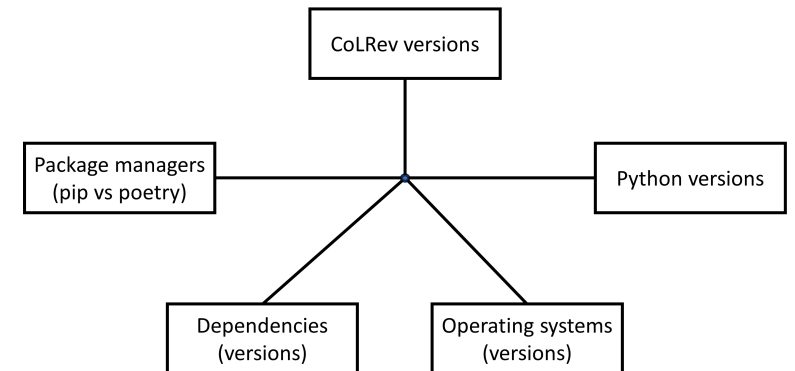 CoLRev versions
Package managers
(pip vs poetry)
Python versions
Dependencies
(versions)
Operating systems
(versions)